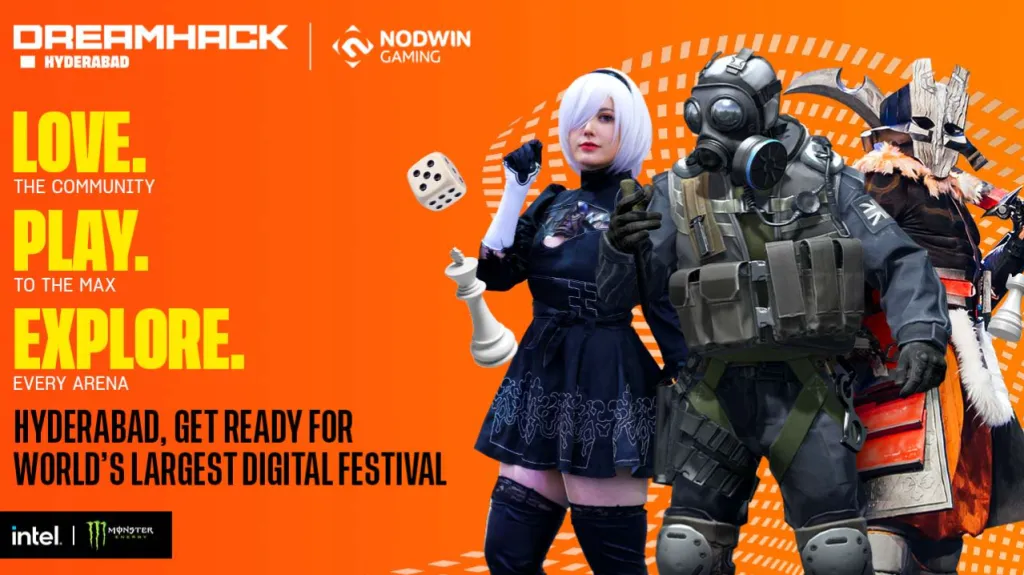 DREAMHACK
HYDERABAD
NODWIN
GAMING
LOVE.
THE COMMUNITY
PLAY.
TO THE MAX
EXPLORE.
EVERY ARENA
HYDERABAD, GET READY FOR
WORLD'S LARGEST DIGITAL FESTIVAL
intel.
MONSTER
ENERGY